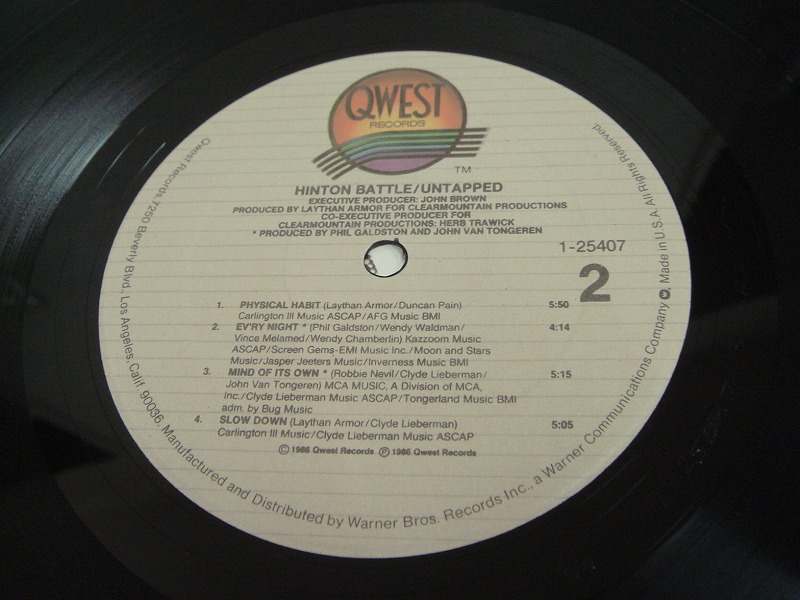 QWEST
RECORDS
TM
HINTON BATTLE/UNTAPPED
EXECUTIVE PRODUCER: JOHN BROWN
PRODUCED BY LAYTHAN ARMOR FOR CLEARMOUNTAIN PRODUCTIONS
CO-EXECUTIVE PRODUCER FOR
CLEARMOUNTAIN PRODUCTIONS: HERB TRAWICK
* PRODUCED BY PHIL GALDSTON AND JOHN VAN TONGEREN
1-25407
2
1. PHYSICAL HABIT (Laythan Armor/Duncan Pain) 5:50
Carlington III Music ASCAP/AFG Music BMI
2. EV'RY NIGHT * (Phil Galdston/Wendy Waldman/ 4:14
Vince Melamed/Wendy Chamberlin) Kazzoom Music
ASCAP/Screen Gems-EMI Music Inc./Moon and Stars
Music/Jasper Jeeters Music/Inverness Music BMI
3. MIND OF ITS OWN * (Robbie Nevil/Clyde Lieberman/ 5:15
John Van Tongeren) MCA MUSIC, A Division of MCA,
Inc./Clyde Lieberman Music ASCAP/Tongerland Music BMI
adm. by Bug Music
4. SLOW DOWN (Laythan Armor/Clyde Lieberman) 5:05
Carlington III Music/Clyde Lieberman Music ASCAP
© 1986 Qwest Records ℗ 1986 Qwest Records
Qwest Records, 7250 Beverly Blvd., Los Angeles, Calif. 90036. Manufactured and Distributed by Warner Bros. Records Inc., a Warner Communications Company. Made in U.S.A. All Rights Reserved.